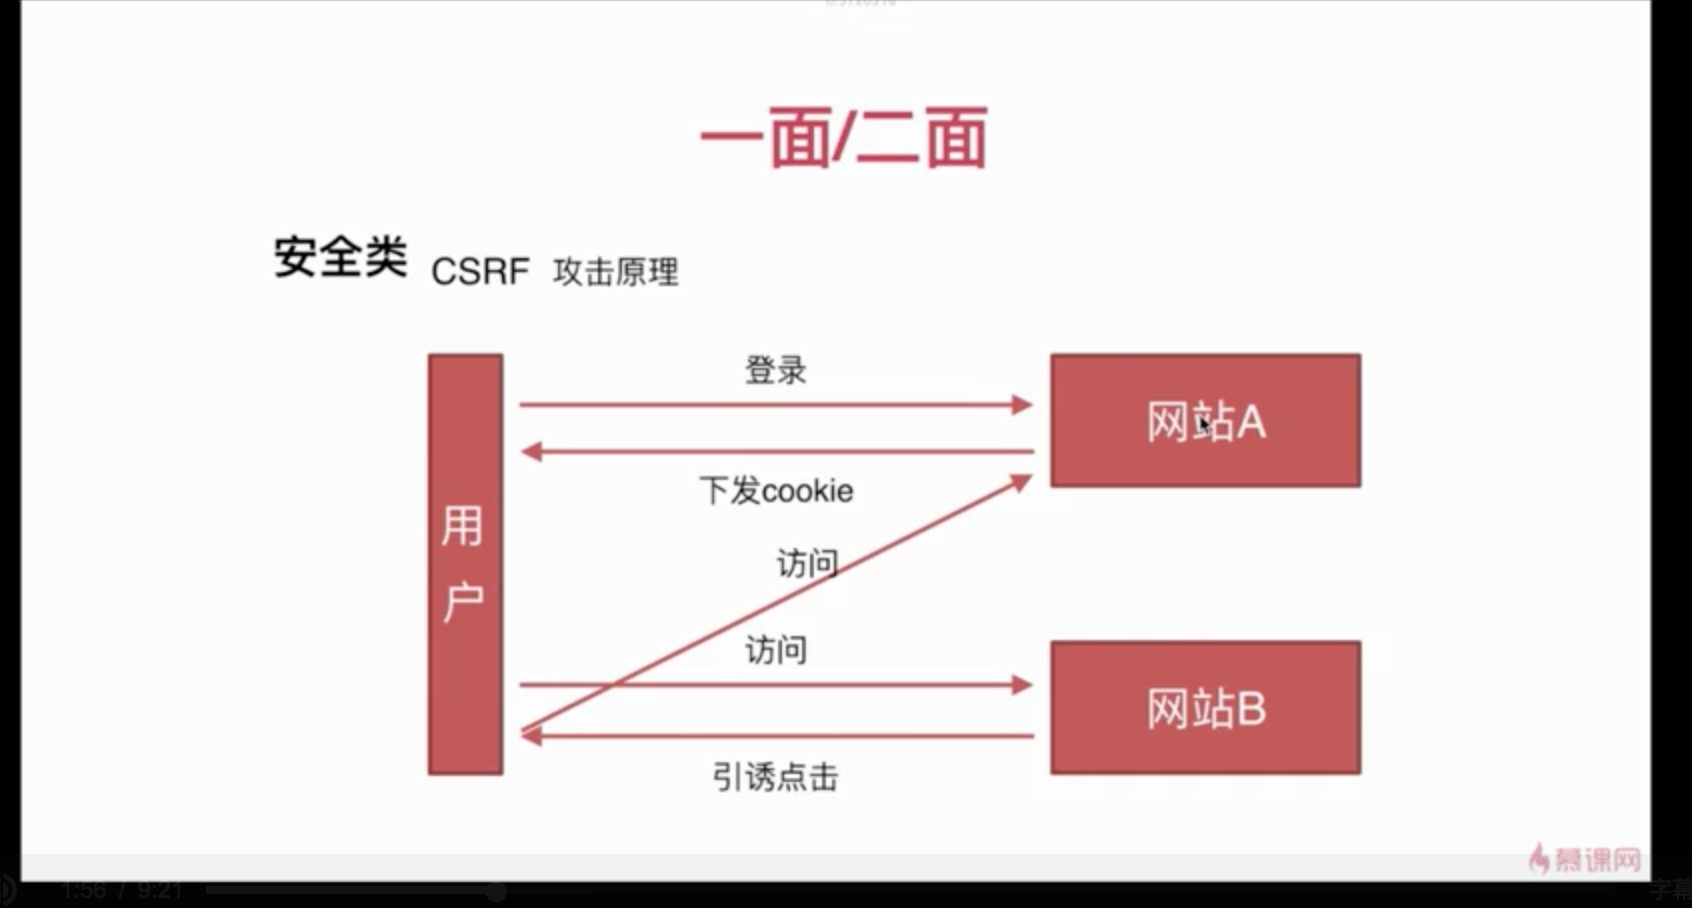 一面/二面
安全类 CSRF 攻击原理
登录
网站A
下发cookie
用户
访问
访问
网站B
引诱点击
慕课网
1:56 / 9:21
字幕